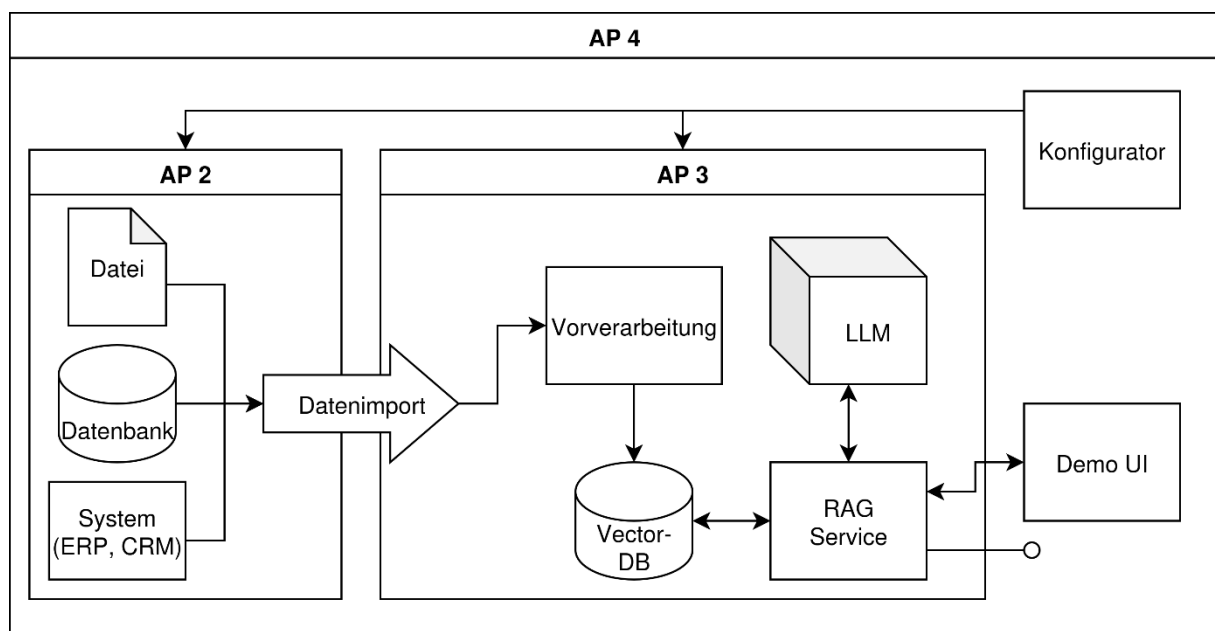 AP 4
Konfigurator
AP 2
AP 3
Datei
Datenbank
System
(ERP, CRM)
Datenimport
Vorverarbeitung
LLM
Vector-
DB
RAG
Service
Demo UI